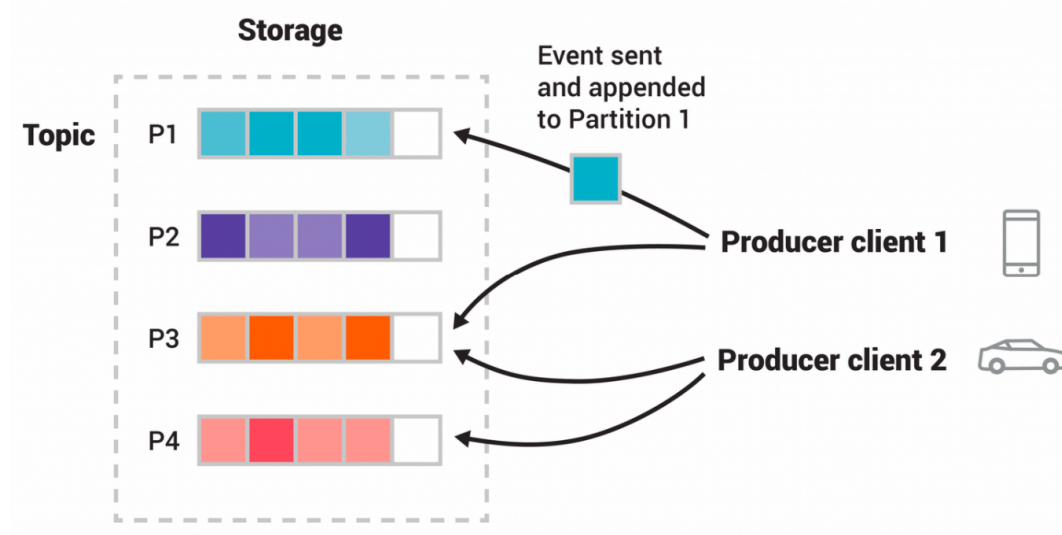 Storage
Event sent
and appended
to Partition 1
Topic
P1
P2
Producer client 1
P3
Producer client 2
P4